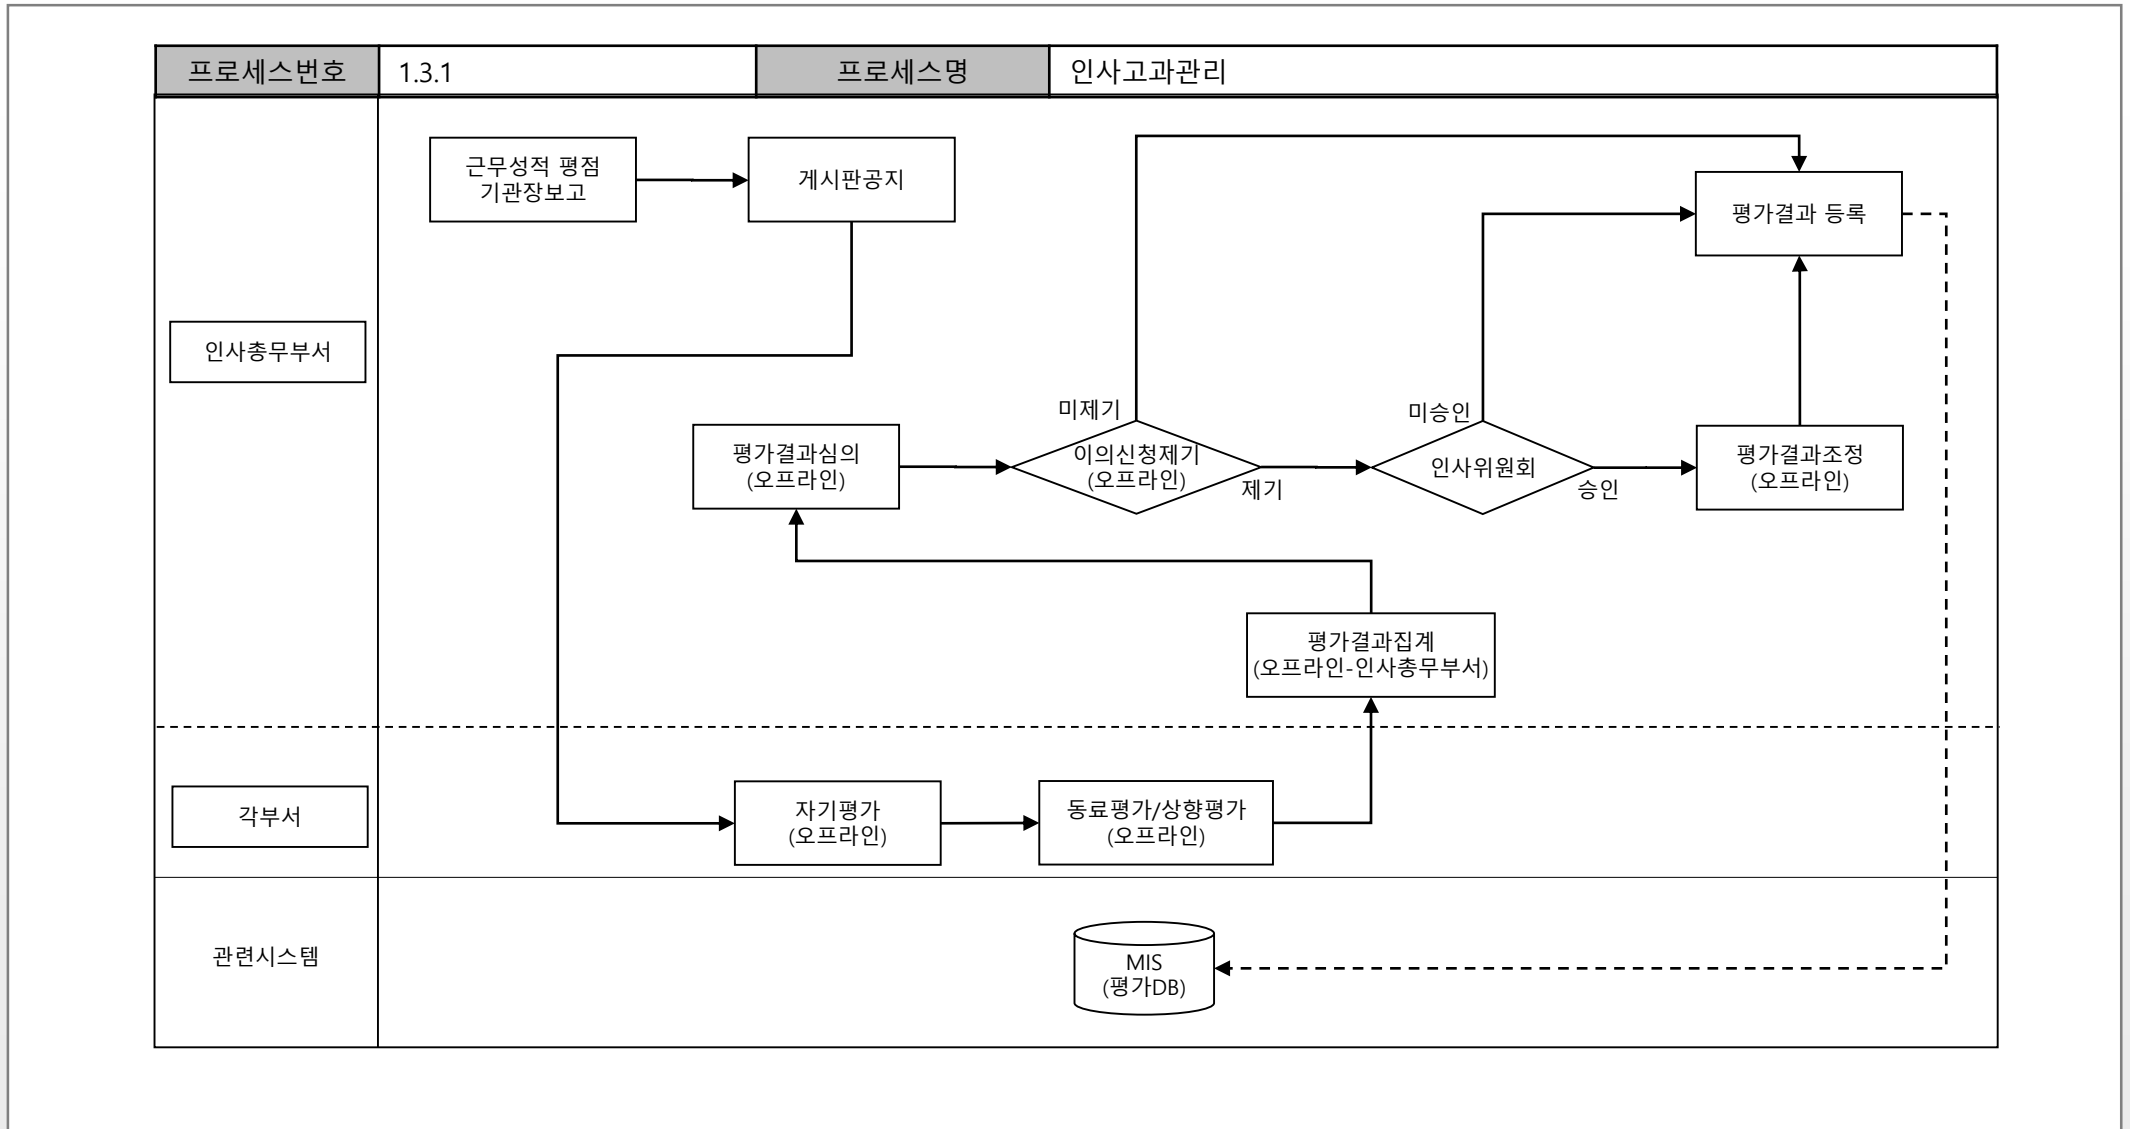 프로세스번호
1.3.1
프로세스명
인사고과관리
근무성적 평점
기관장보고
게시판공지
평가결과 등록
인사총무부서
미제기
미승인
평가결과심의
(오프라인)
이의신청제기
(오프라인)
제기
인사위원회
승인
평가결과조정
(오프라인)
평가결과집계
(오프라인-인사총무부서)
각부서
자기평가
(오프라인)
동료평가/상향평가
(오프라인)
관련시스템
MIS
(평가DB)